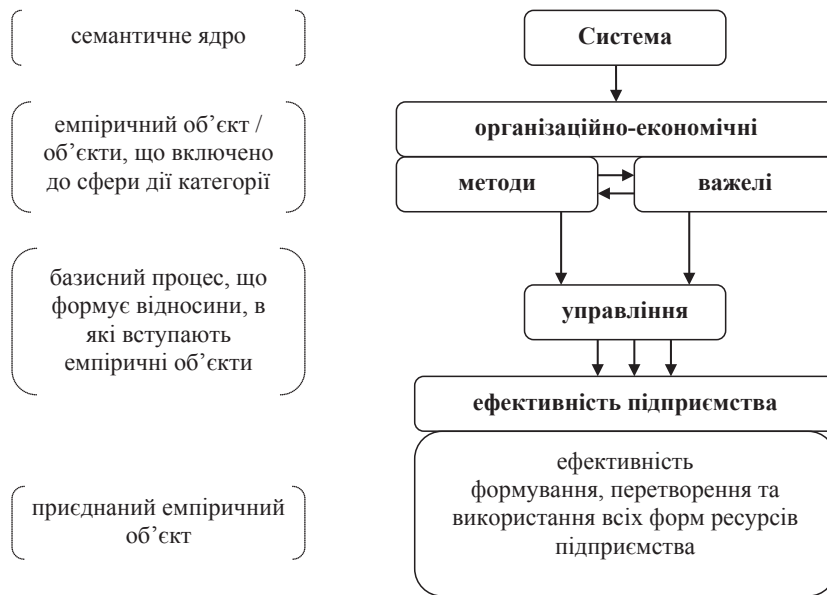 семантичне ядро
Система
емпіричний об’єкт /
об’єкти, що включено
до сфери дії категорії
організаційно-економічні
методи
важелі
базисний процес, що
формує відносини, в
які вступають
емпіричні об’єкти
управління
ефективність підприємства
приєднаний емпіричний
об’єкт
ефективність
формування, перетворення та
використання всіх форм ресурсів
підприємства